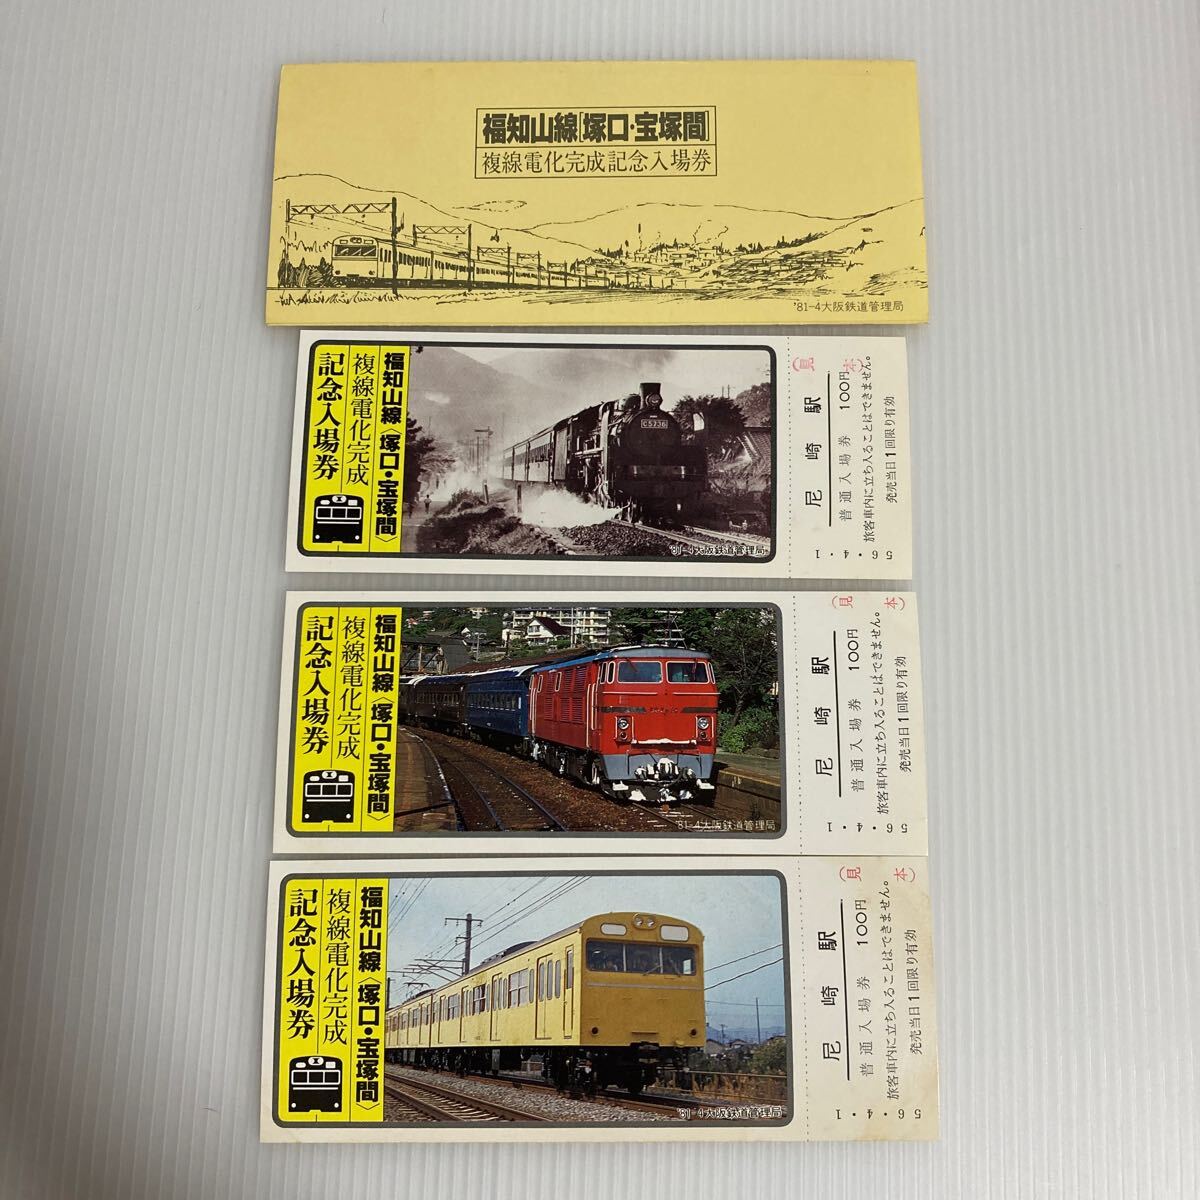 福知山線[塚口・宝塚間]
複線電化完成記念入場券
'81-4大阪鉄道管理局
福知山線〈塚口・宝塚間〉
複線電化完成
記念入場券
C5736
'81-4大阪鉄道管理局
(見本)
尼崎駅
普通入場券 100円
旅客車内に立ち入ることはできません。
発売当日1回限り有効
56.4.1
福知山線〈塚口・宝塚間〉
複線電化完成
記念入場券
'81-4大阪鉄道管理局
(見本)
尼崎駅
普通入場券 100円
旅客車内に立ち入ることはできません。
発売当日1回限り有効
56.4.1
福知山線〈塚口・宝塚間〉
複線電化完成
記念入場券
'81-4大阪鉄道管理局
(見本)
尼崎駅
普通入場券 100円
旅客車内に立ち入ることはできません。
発売当日1回限り有効
56.4.1